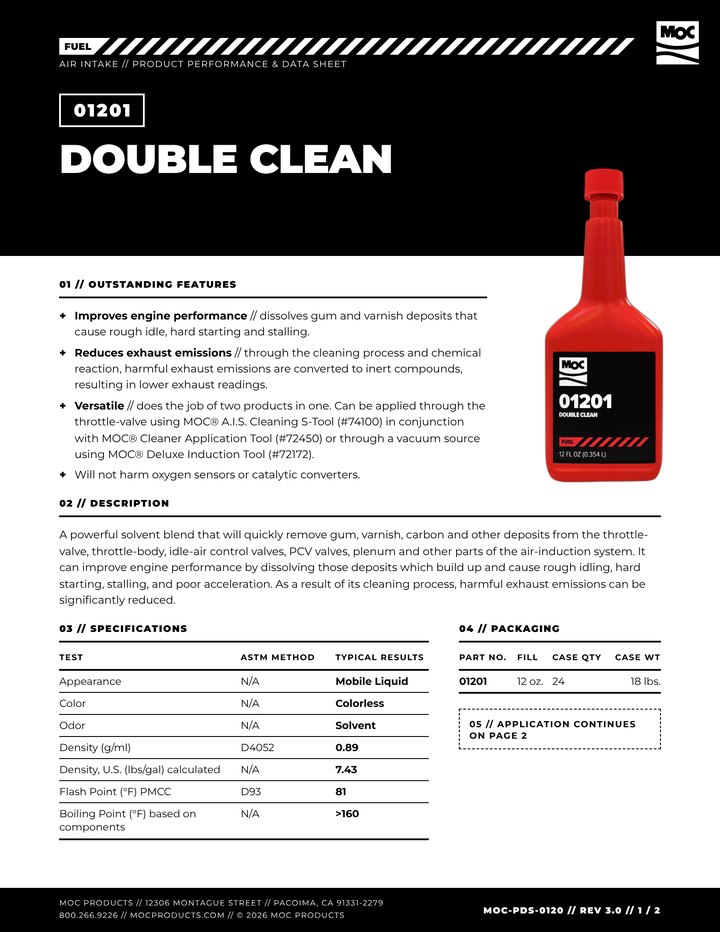 FUEL
MOC
AIR INTAKE // PRODUCT PERFORMANCE & DATA SHEET
01201
DOUBLE CLEAN
01 // OUTSTANDING FEATURES
+ Improves engine performance // dissolves gum and varnish deposits that
cause rough idle, hard starting and stalling.
+ Reduces exhaust emissions // through the cleaning process and chemical
reaction, harmful exhaust emissions are converted to inert compounds,
resulting in lower exhaust readings.
+ Versatile // does the job of two products in one. Can be applied through the
throttle-valve using MOC® A.I.S. Cleaning S-Tool (#74100) in conjunction
with MOC® Cleaner Application Tool (#72450) or through a vacuum source
using MOC® Deluxe Induction Tool (#72172).
+ Will not harm oxygen sensors or catalytic converters.
MOC
01201
DOUBLE CLEAN
FUEL
12 FL OZ (0.354 L)
02 // DESCRIPTION
A powerful solvent blend that will quickly remove gum, varnish, carbon and other deposits from the throttle-
valve, throttle-body, idle-air control valves, PCV valves, plenum and other parts of the air-induction system. It
can improve engine performance by dissolving those deposits which build up and cause rough idling, hard
starting, stalling, and poor acceleration. As a result of its cleaning process, harmful exhaust emissions can be
significantly reduced.
03 // SPECIFICATIONS
TEST ASTM METHOD TYPICAL RESULTS
Appearance N/A Mobile Liquid
Color N/A Colorless
Odor N/A Solvent
Density (g/ml) D4052 0.89
Density, U.S. (lbs/gal) calculated N/A 7.43
Flash Point (°F) PMCC D93 81
Boiling Point (°F) based on N/A >160
components
04 // PACKAGING
PART NO. FILL CASE QTY CASE WT
01201 12 oz. 24 18 lbs.
05 // APPLICATION CONTINUES
ON PAGE 2
MOC PRODUCTS // 12306 MONTAGUE STREET // PACOIMA, CA 91331-2279
800.266.9226 // MOCPRODUCTS.COM // © 2026 MOC PRODUCTS
MOC-PDS-0120 // REV 3.0 // 1 / 2